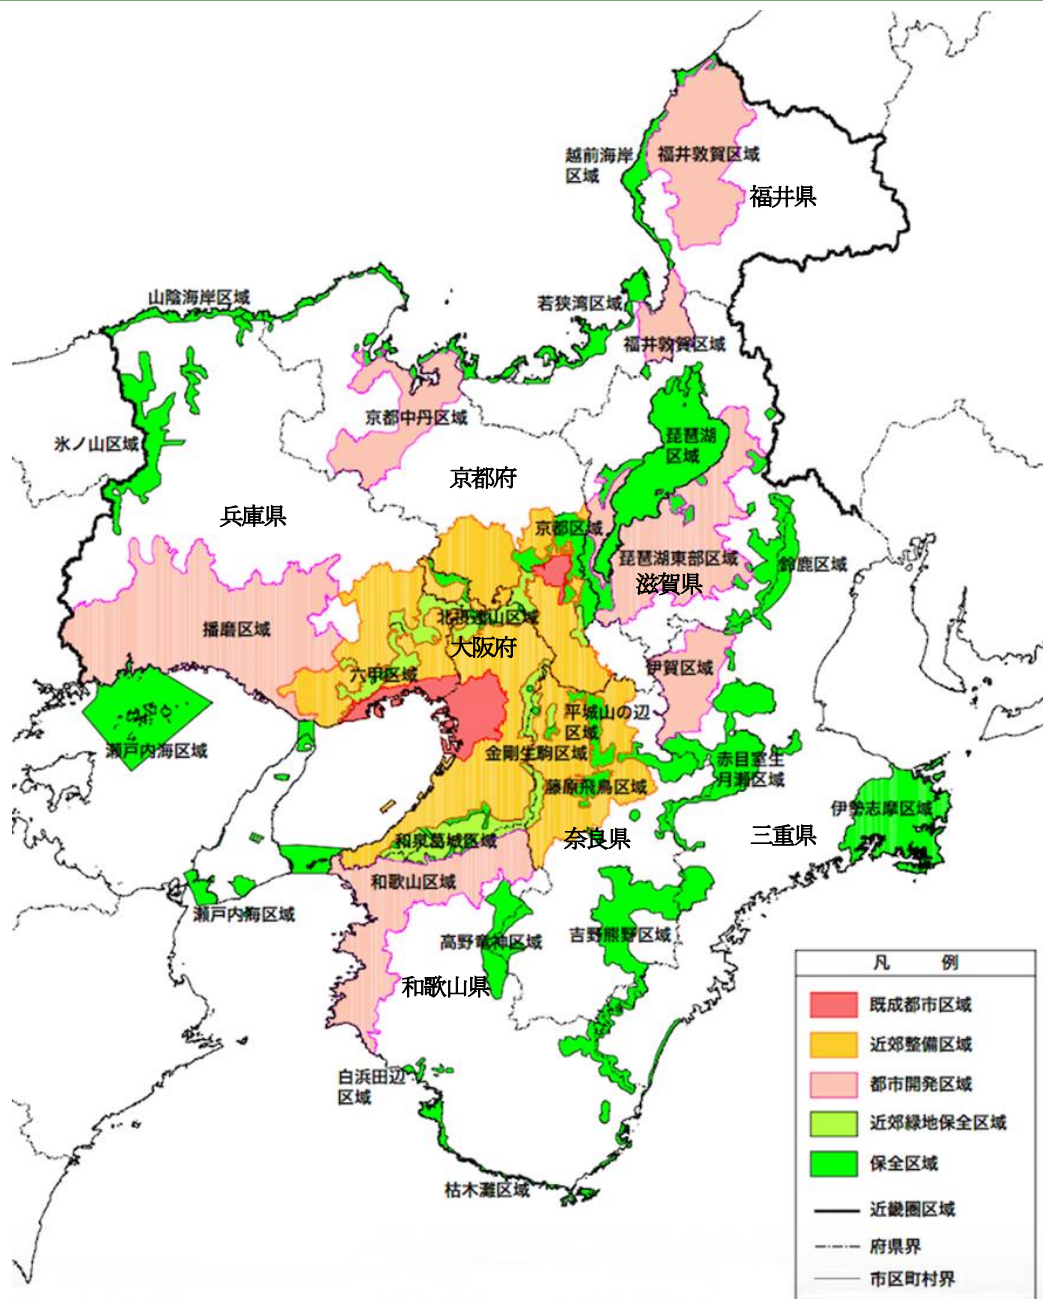 越前海岸
区域
福井敦賀区域
福井県
山陰海岸区域
若狭湾区域
福井敦賀区域
京都中丹区域
氷ノ山区域
琵琶湖
区域
京都府
兵庫県
京都区域
琵琶湖東部区域
鈴鹿区域
滋賀県
北摂連山区域
播磨区域
大阪府
伊賀区域
六甲区域
平城山の辺
区域
瀬戸内海区域
金剛生駒区域
赤目室生
月瀬区域
藤原飛鳥区域
伊勢志摩区域
和泉葛城区域
奈良県
三重県
和歌山区域
瀬戸内海区域
高野竜神区域
吉野熊野区域
和歌山県
白浜田辺
区域
枯木灘区域
凡 例
既成都市区域
近郊整備区域
都市開発区域
近郊緑地保全区域
保全区域
近畿圏区域
府県界
市区町村界